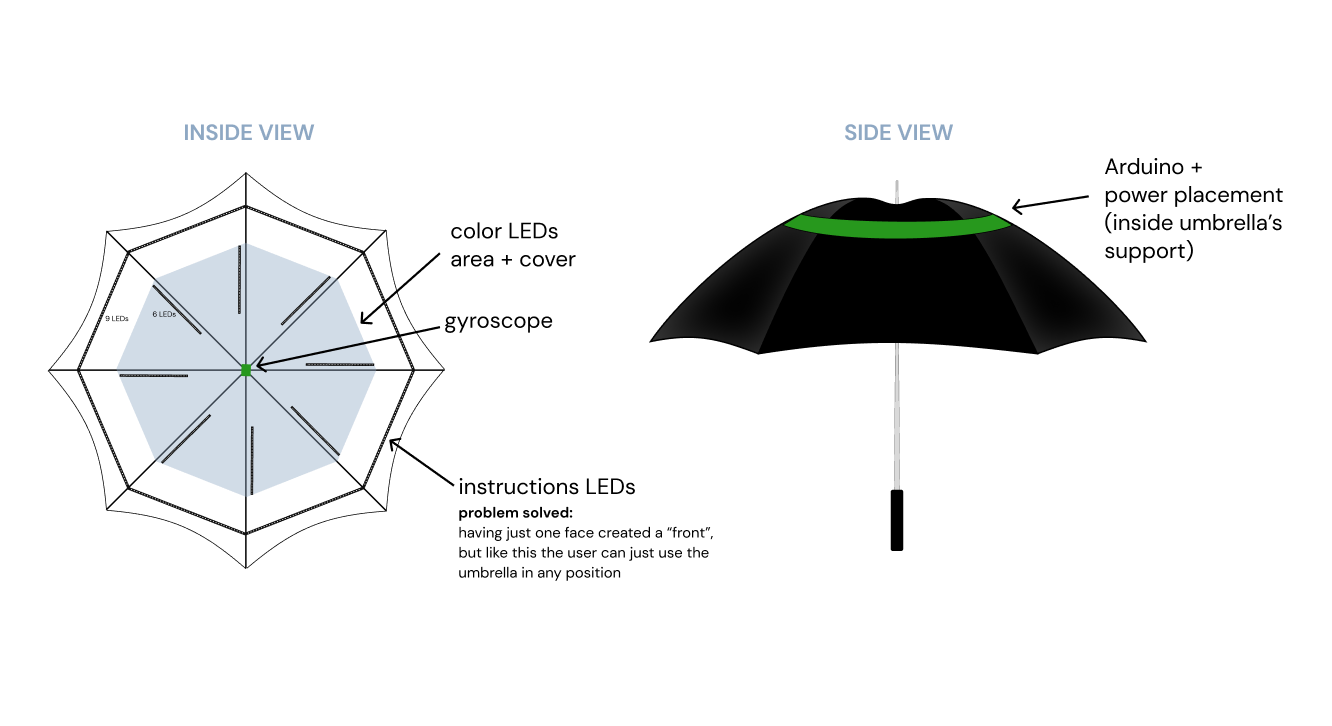 INSIDE VIEW
SIDE VIEW
Arduino +
power placement
(inside umbrella’s
support)
color LEDs
area + cover
gyroscope
9 LEDs
6 LEDs
instructions LEDs
problem solved:
having just one face created a “front”,
but like this the user can just use the
umbrella in any position